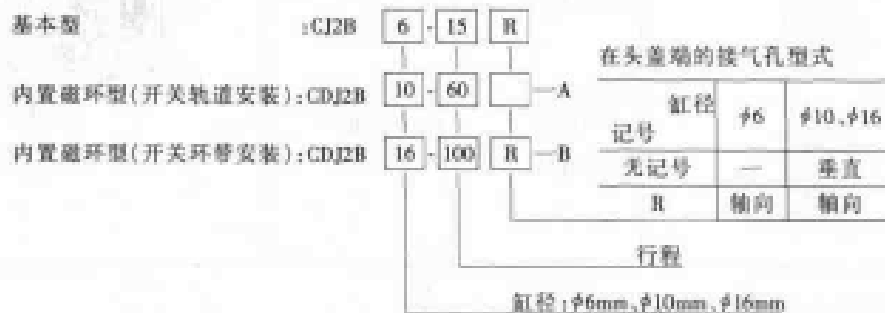 基本型 :CJ2B 6 - 15 R
在头盖端的接气孔型式
内置磁环型(开关轨道安装):CDJ2B 10 - 60 —A
缸径 记号 φ6 φ10、φ16
内置磁环型(开关环带安装):CDJ2B 16 - 100 R —B
无记号 — 垂直
R 轴向 轴向
行程
缸径:φ6mm、φ10mm、φ16mm